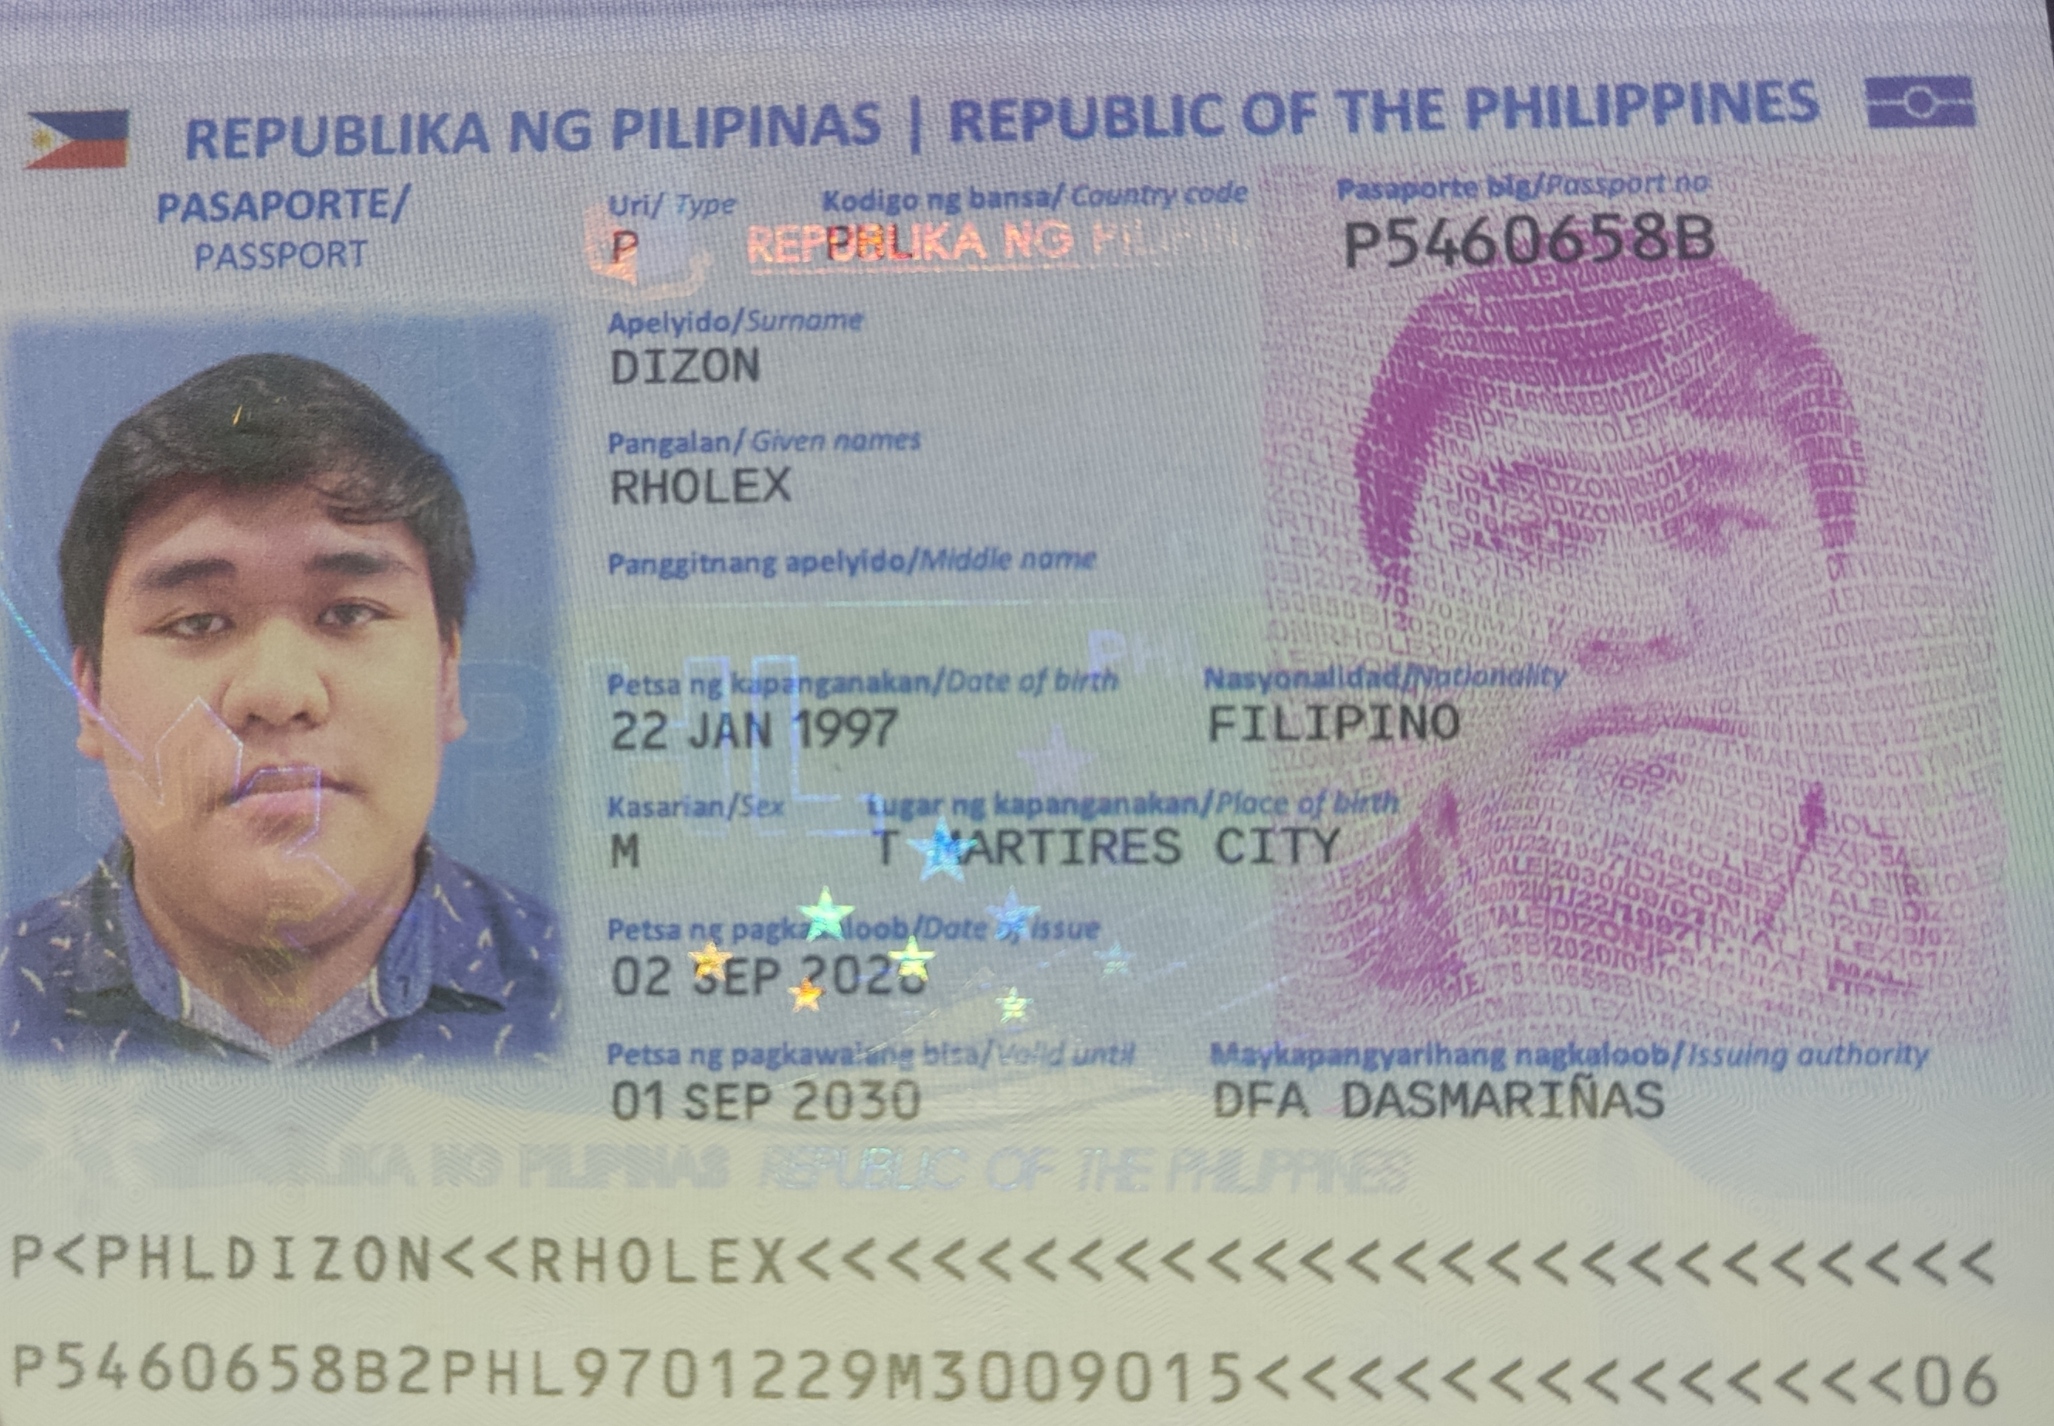 REPUBLIKA NG PILIPINAS | REPUBLIC OF THE PHILIPPINES
PASAPORTE/
PASSPORT
Uri/ Type
P
Kodigo ng bansa/ Country code
PHL
REPUBLIKA NG PILIPINAS
Pasaporte blg/Passport no
P5460658B
Apelyido/Surname
DIZON
Pangalan/Given names
RHOLEX
Panggitnang apelyido/Middle name
Petsa ng kapanganakan/Date of birth
22 JAN 1997
Nasyonalidad/Nationality
FILIPINO
Kasarian/Sex
M
Lugar ng kapanganakan/Place of birth
T MARTIRES CITY
Petsa ng pagkakaloob/Date of issue
02 SEP
Petsa ng pagkawalang bisa/Valid until
01 SEP 2030
Maykapangyarihang nagkaloob/Issuing authority
DFA DASMARIÑAS
NG PILIPINAS REPUBLIC OF THE PHILIPPINES
PHL
PHL
P<PHLDIZON<<RHOLEX<<<<<<<<<<<<<<<<<<<<<<<<<<
P5460658B2PHL9701229M3009015<<<<<<<<<<<<<<06